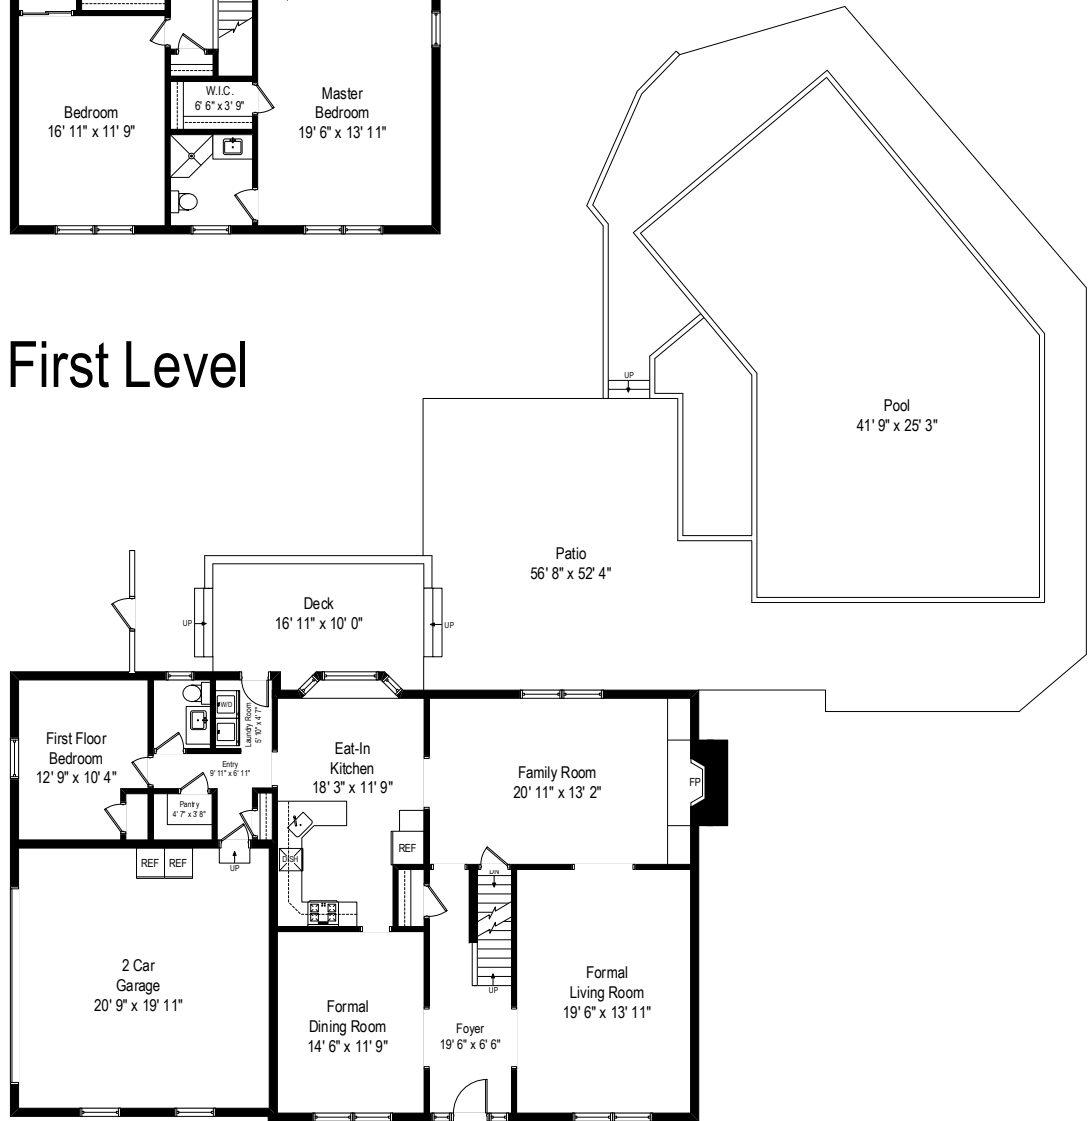 W.I.C.
6' 6" x 3' 9"
Bedroom
16' 11" x 11' 9"
Master
Bedroom
19' 6" x 13' 11"
First Level
UP
Pool
41' 9" x 25' 3"
Patio
56' 8" x 52' 4"
Deck
16' 11" x 10' 0"
UP
UP
W/D
Laundry Room
5' 10" x 4' 7"
First Floor
Bedroom
12' 9" x 10' 4"
Entry
9' 11" x 6' 11"
Eat-In
Kitchen
18' 3" x 11' 9"
Family Room
20' 11" x 13' 2"
FP
Pantry
4' 7" x 3' 8"
REF
REF
UP
DISH
REF
DN
2 Car
Garage
20' 9" x 19' 11"
UP
Formal
Living Room
19' 6" x 13' 11"
Formal
Dining Room
14' 6" x 11' 9"
Foyer
19' 6" x 6' 6"